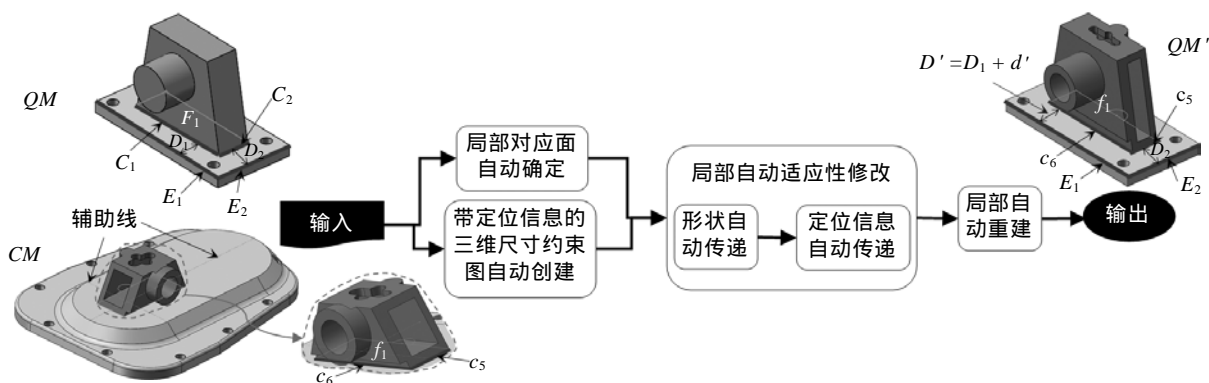 QM
C₂
F₁
C₁
D₁
D₂
E₁
E₂
辅助线
CM
f₁
c₆
c₅
输入
局部对应面
自动确定
带定位信息的
三维尺寸约束
图自动创建
局部自动适应性修改
形状自
动传递
定位信息
自动传递
局部自
动重建
输出
QM′
D′ =D₁ + d′
f₁
c₅
c₆
D₂
E₁
E₂